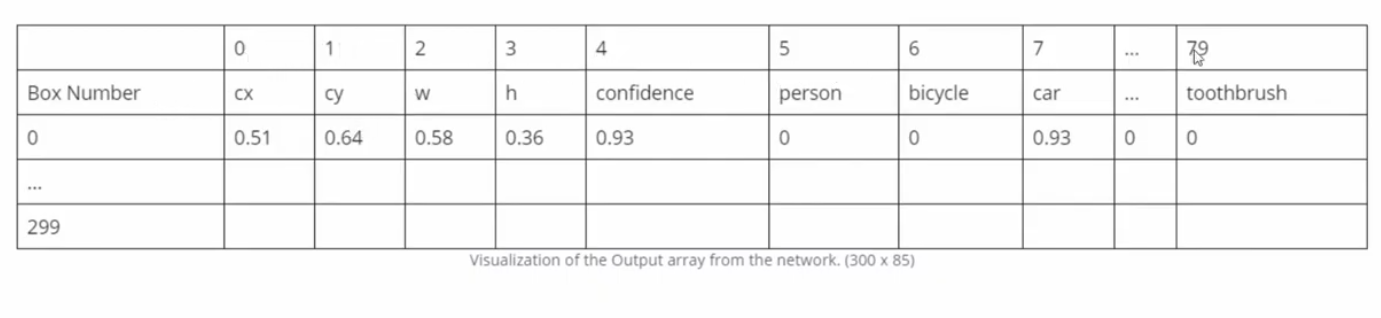 0 1 2 3 4 5 6 7 ... 79
Box Number cx cy w h confidence person bicycle car ... toothbrush
0 0.51 0.64 0.58 0.36 0.93 0 0 0.93 0 0
...
299
Visualization of the Output array from the network. (300 x 85)